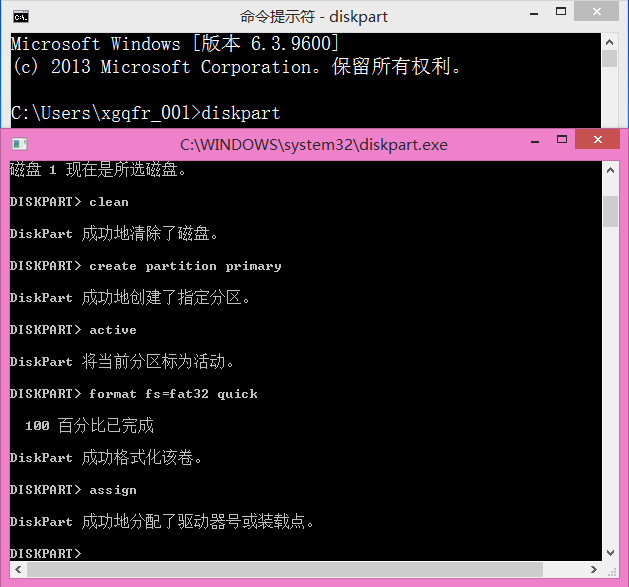 命令提示符 - diskpart
Microsoft Windows [版本 6.3.9600]
(c) 2013 Microsoft Corporation。保留所有权利。
C:\Users\xgqfr_001>diskpart
C:\WINDOWS\system32\diskpart.exe
磁盘 1 现在是所选磁盘。
DISKPART> clean
DiskPart 成功地清除了磁盘。
DISKPART> create partition primary
DiskPart 成功地创建了指定分区。
DISKPART> active
DiskPart 将当前分区标为活动。
DISKPART> format fs=fat32 quick
100 百分比已完成
DiskPart 成功格式化该卷。
DISKPART> assign
DiskPart 成功地分配了驱动器号或装载点。
DISKPART>